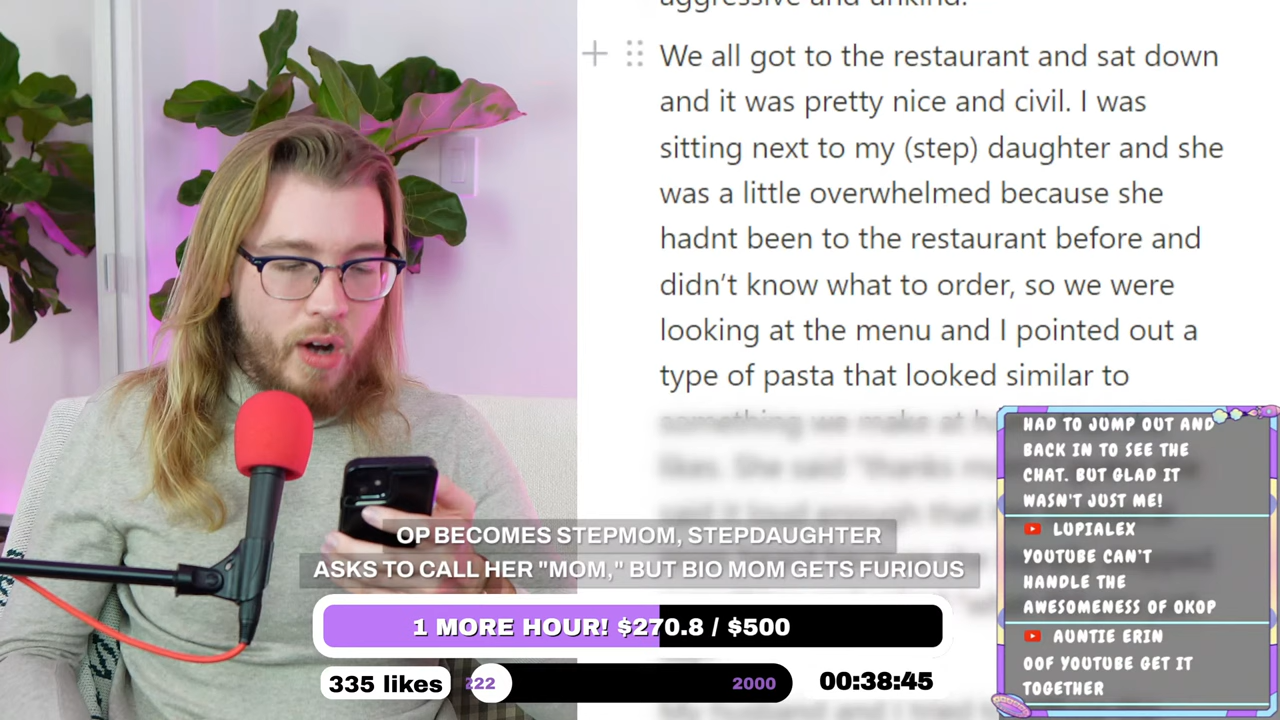 aggressive and unkind.
We all got to the restaurant and sat down
and it was pretty nice and civil. I was
sitting next to my (step) daughter and she
was a little overwhelmed because she
hadnt been to the restaurant before and
didn't know what to order, so we were
looking at the menu and I pointed out a
type of pasta that looked similar to
something we make at
HAD TO JUMP OUT AND
BACK IN TO SEE THE
CHAT. BUT GLAD IT
WASN'T JUST ME!
LUPIALEX
YOUTUBE CAN'T
HANDLE THE
AWESOMENESS OF OKOP
AUNTIE ERIN
OOF YOUTUBE GET IT
TOGETHER
OP BECOMES STEPMOM, STEPDAUGHTER
ASKS TO CALL HER "MOM," BUT BIO MOM GETS FURIOUS
1 MORE HOUR! $270.8 / $500
335 likes
222
2000
00:38:45